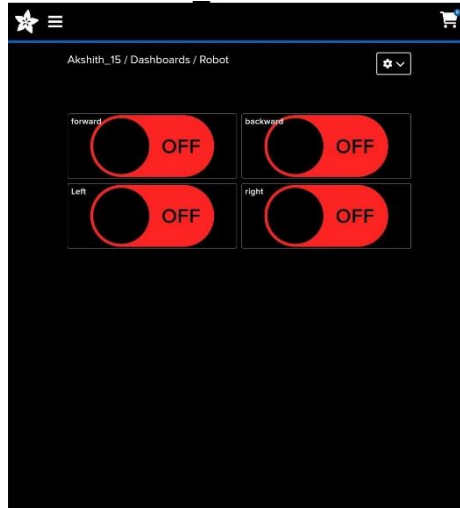 Akshith_15 / Dashboards / Robot
forward
OFF
backward
OFF
Left
OFF
right
OFF